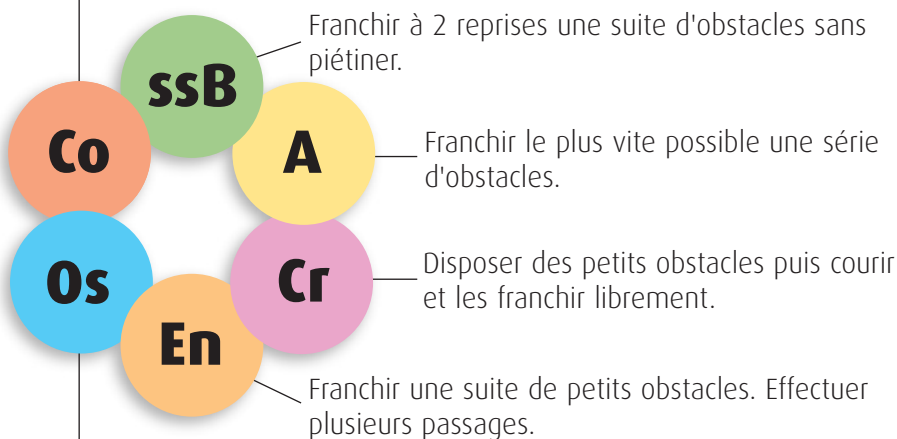 Franchir à 2 reprises une suite d'obstacles sans
piétiner.
ssB
Co
A
Franchir le plus vite possible une série
d'obstacles.
Os
Cr
Disposer des petits obstacles puis courir
et les franchir librement.
En
Franchir une suite de petits obstacles. Effectuer
plusieurs passages.